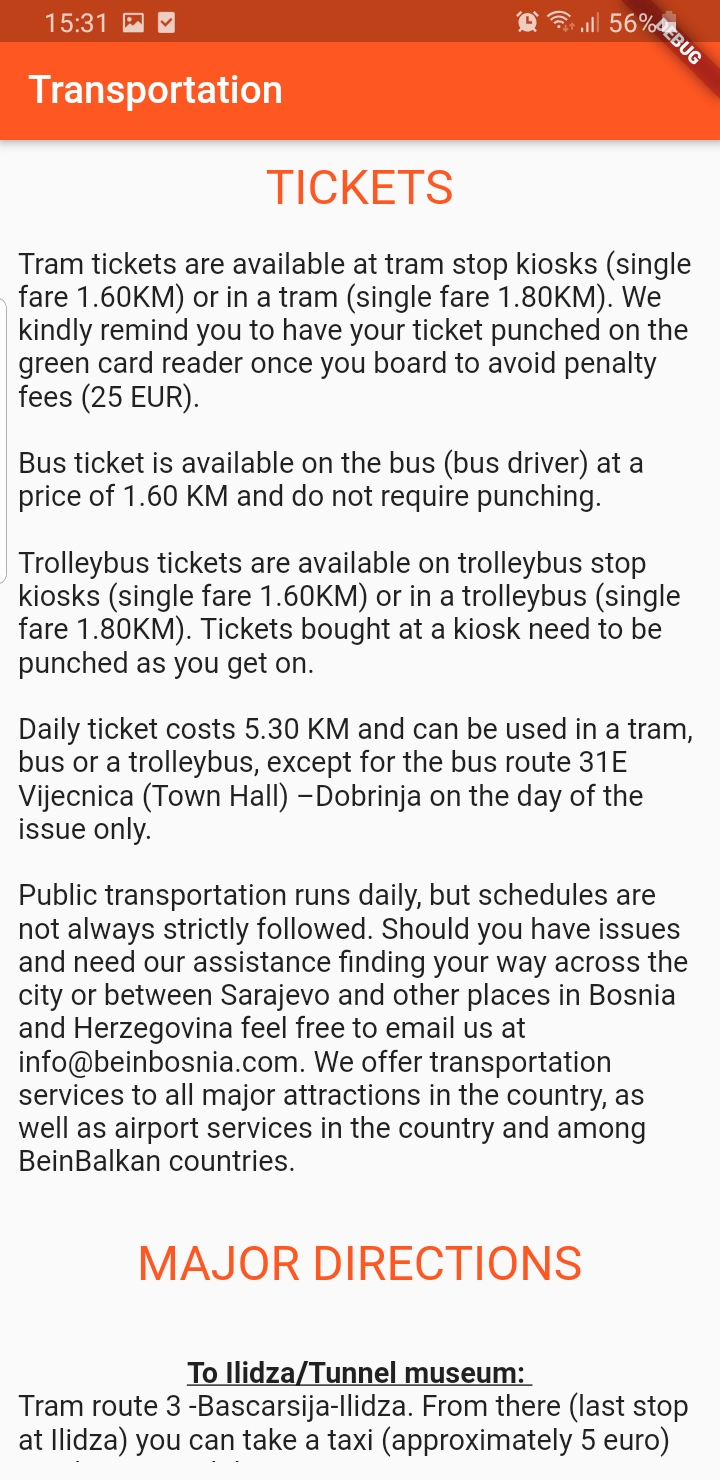 15:31
56%
DEBUG
Transportation
TICKETS
Tram tickets are available at tram stop kiosks (single
fare 1.60KM) or in a tram (single fare 1.80KM). We
kindly remind you to have your ticket punched on the
green card reader once you board to avoid penalty
fees (25 EUR).
Bus ticket is available on the bus (bus driver) at a
price of 1.60 KM and do not require punching.
Trolleybus tickets are available on trolleybus stop
kiosks (single fare 1.60KM) or in a trolleybus (single
fare 1.80KM). Tickets bought at a kiosk need to be
punched as you get on.
Daily ticket costs 5.30 KM and can be used in a tram,
bus or a trolleybus, except for the bus route 31E
Vijecnica (Town Hall) –Dobrinja on the day of the
issue only.
Public transportation runs daily, but schedules are
not always strictly followed. Should you have issues
and need our assistance finding your way across the
city or between Sarajevo and other places in Bosnia
and Herzegovina feel free to email us at
info@beinbosnia.com. We offer transportation
services to all major attractions in the country, as
well as airport services in the country and among
BeinBalkan countries.
MAJOR DIRECTIONS
To Ilidza/Tunnel museum:
Tram route 3 -Bascarsija-Ilidza. From there (last stop
at Ilidza) you can take a taxi (approximately 5 euro)